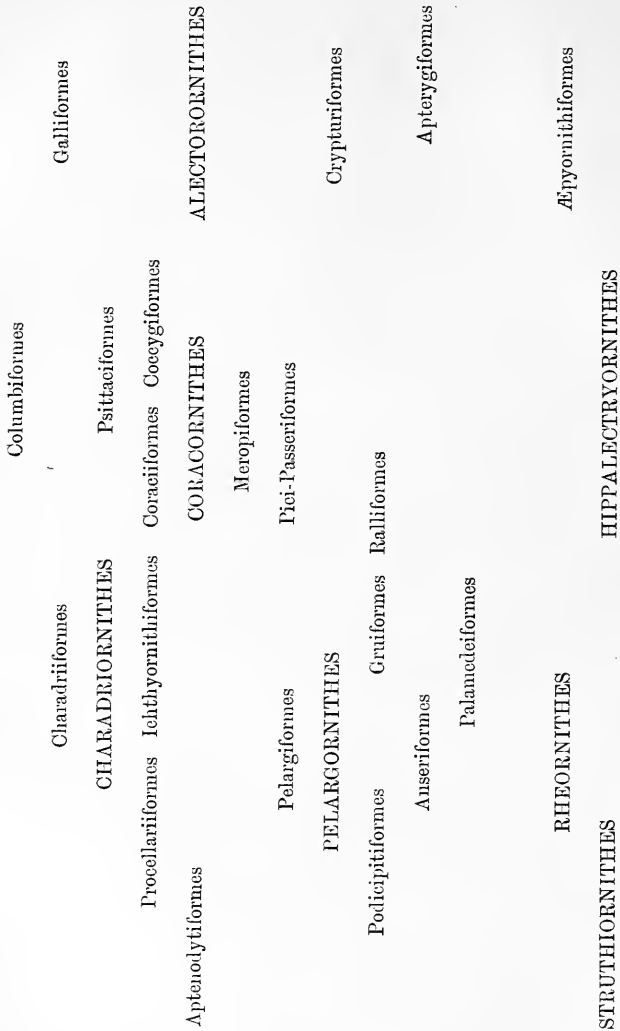 Columbiformes
Charadriiformes Galliformes
CHARADRIORNITHES Psittaciformes
Procellariiformes Ichthyornithiformes Coraciiformes Coccygiformes
Aptenodytiformes CORACORNITHES ALECTORORNITHES
Meropiformes
Pelargiformes Pici-Passeriformes
PELARGORNITHES Crypturiformes
Podicipitiformes Gruiformes Ralliformes
Anseriformes Apterygiformes
Palamedeiformes
RHEORNITHES Æpyornithiformes
STRUTHIORNITHES HIPPALECTRYORNITHES